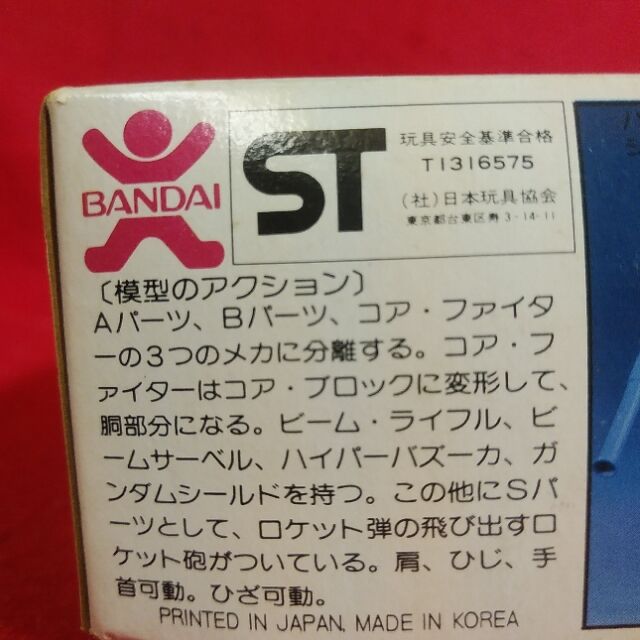 BANDAI
ST
玩具安全基準合格
T1316575
(社)日本玩具協会
東京都台東区寿3-14-11
〔模型のアクション〕
Aパーツ、Bパーツ、コア・ファイタ
ーの3つのメカに分離する。コア・フ
ァイターはコア・ブロックに変形して、
胴部分になる。ビーム・ライフル、ビ
ームサーベル、ハイパーバズーカ、ガ
ンダムシールドを持つ。この他にSパ
ーツとして、ロケット弾の飛び出すロ
ケット砲がついている。肩、ひじ、手
首可動。ひざ可動。
PRINTED IN JAPAN, MADE IN KOREA